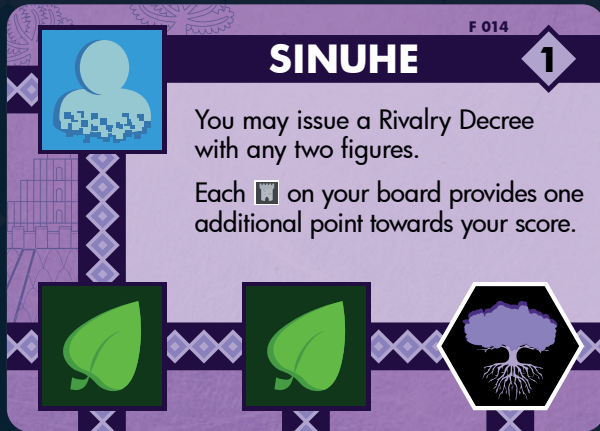 F 014
SINUHE
1
You may issue a Rivalry Decree
with any two figures.
Each on your board provides one
additional point towards your score.